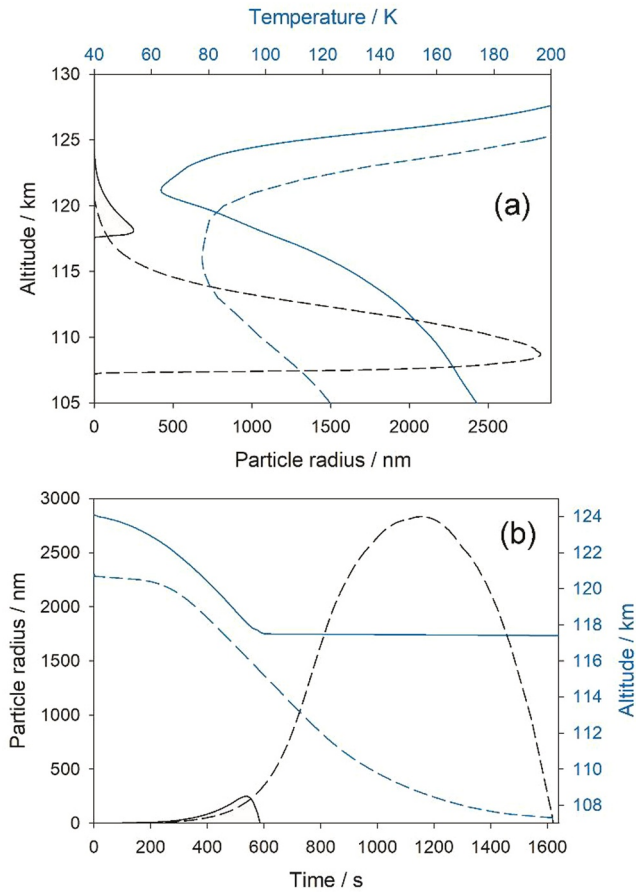 Temperature / K
40 60 80 100 120 140 160 180 200
130
125
120
115
110
105
Altitude / km
(a)
0 500 1000 1500 2000 2500
Particle radius / nm
3000
2500
2000
1500
1000
500
0
Particle radius / nm
(b)
124
122
120
118
116
114
112
110
108
Altitude / km
0 200 400 600 800 1000 1200 1400 1600
Time / s